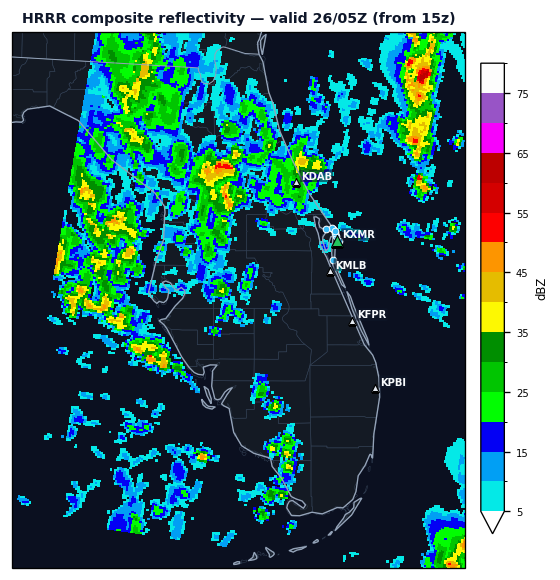 HRRR composite reflectivity — valid 26/05Z (from 15z)
KDAB
KXMR
KMLB
KFPR
KPBI
75
65
55
45
35
25
15
5
dBZ